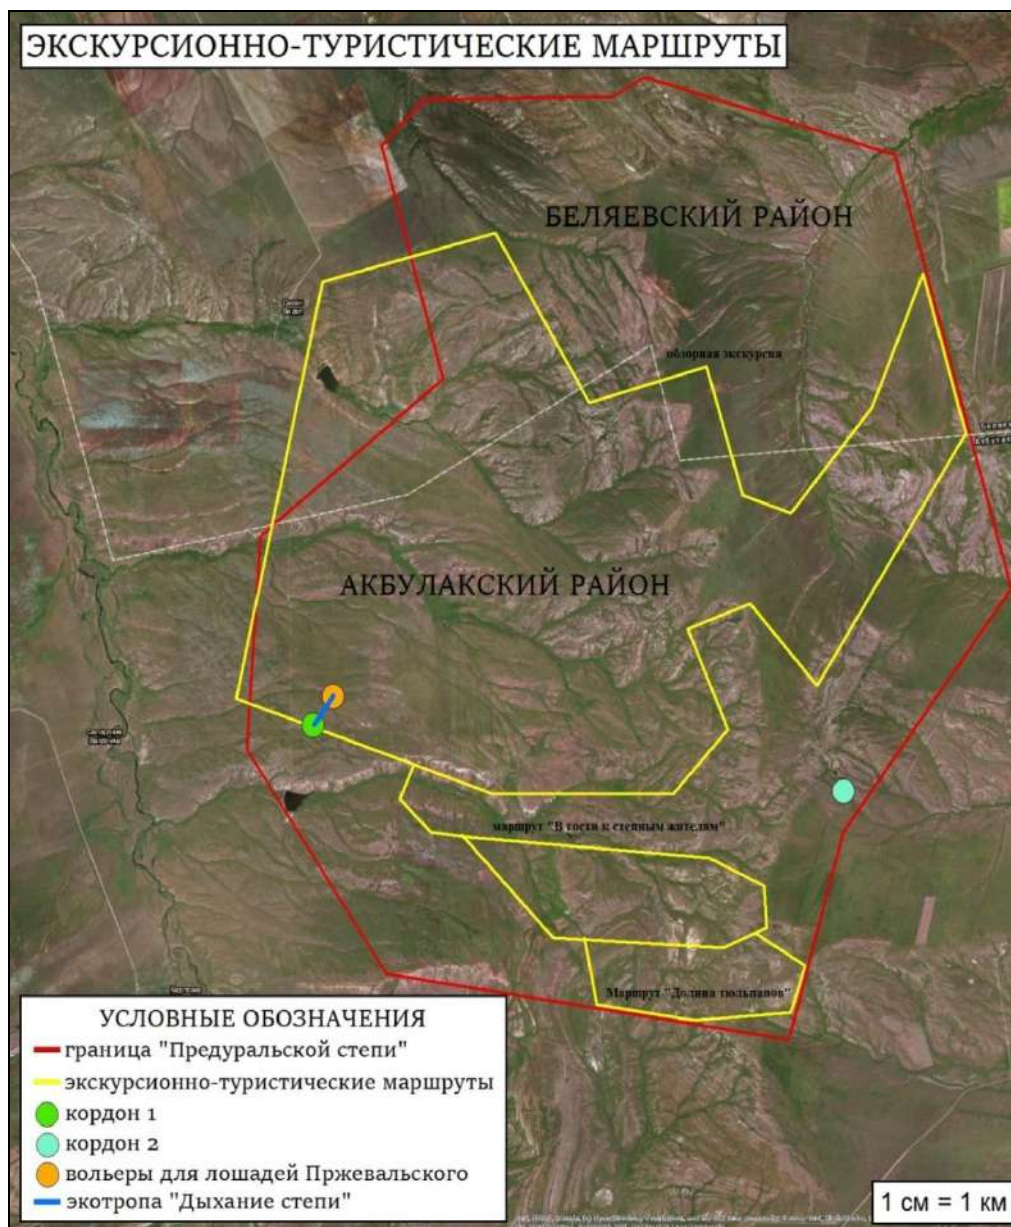 ЭКСКУРСИОННО-ТУРИСТИЧЕСКИЕ МАРШРУТЫ
БЕЛЯЕВСКИЙ РАЙОН
обзорная экскурсия
АКБУЛАКСКИЙ РАЙОН
маршрут "В гости к степным жителям"
Маршрут "Долина тюльпанов"
УСЛОВНЫЕ ОБОЗНАЧЕНИЯ
граница "Предуральской степи"
экскурсионно-туристические маршруты
кордон 1
кордон 2
вольеры для лошадей Пржевальского
экотропа "Дыхание степи"
1 см = 1 км